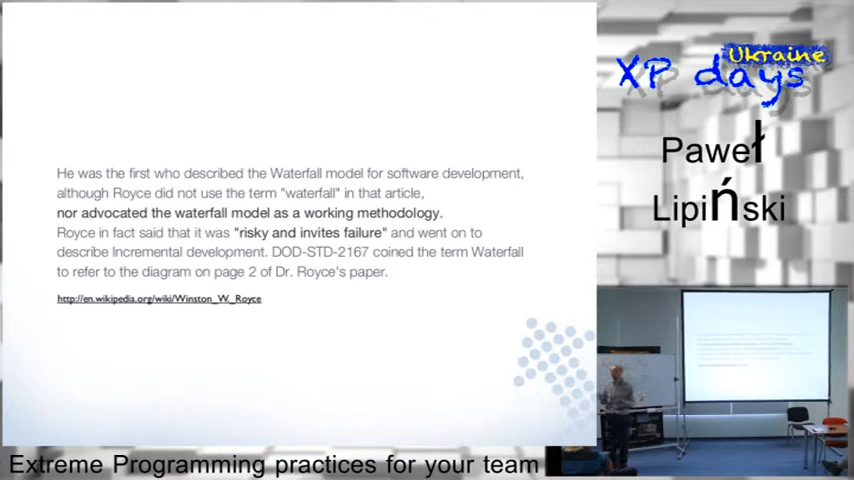 He was the first who described the Waterfall model for software development,
although Royce did not use the term "waterfall" in that article,
nor advocated the waterfall model as a working methodology.
Royce in fact said that it was "risky and invites failure" and went on to
describe Incremental development. DOD-STD-2167 coined the term Waterfall
to refer to the diagram on page 2 of Dr. Royce's paper.
http://en.wikipedia.org/wiki/Winston_W._Royce
Ukraine
XP days
Paweł
Lipiński
Extreme Programming practices for your team